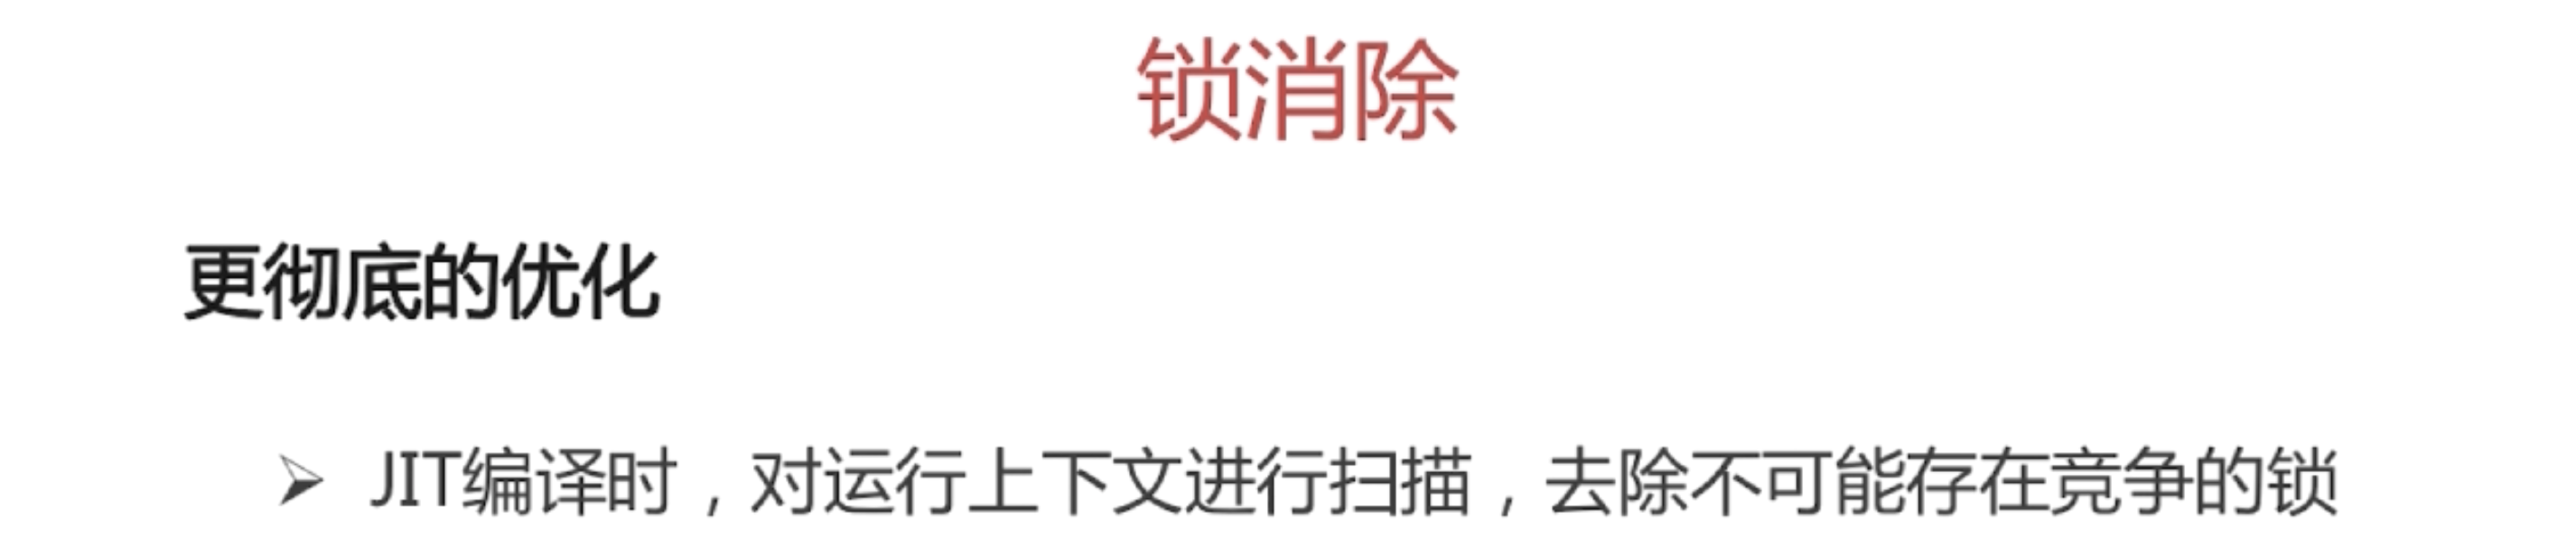 锁消除
更彻底的优化
JIT编译时，对运行上下文进行扫描，去除不可能存在竞争的锁